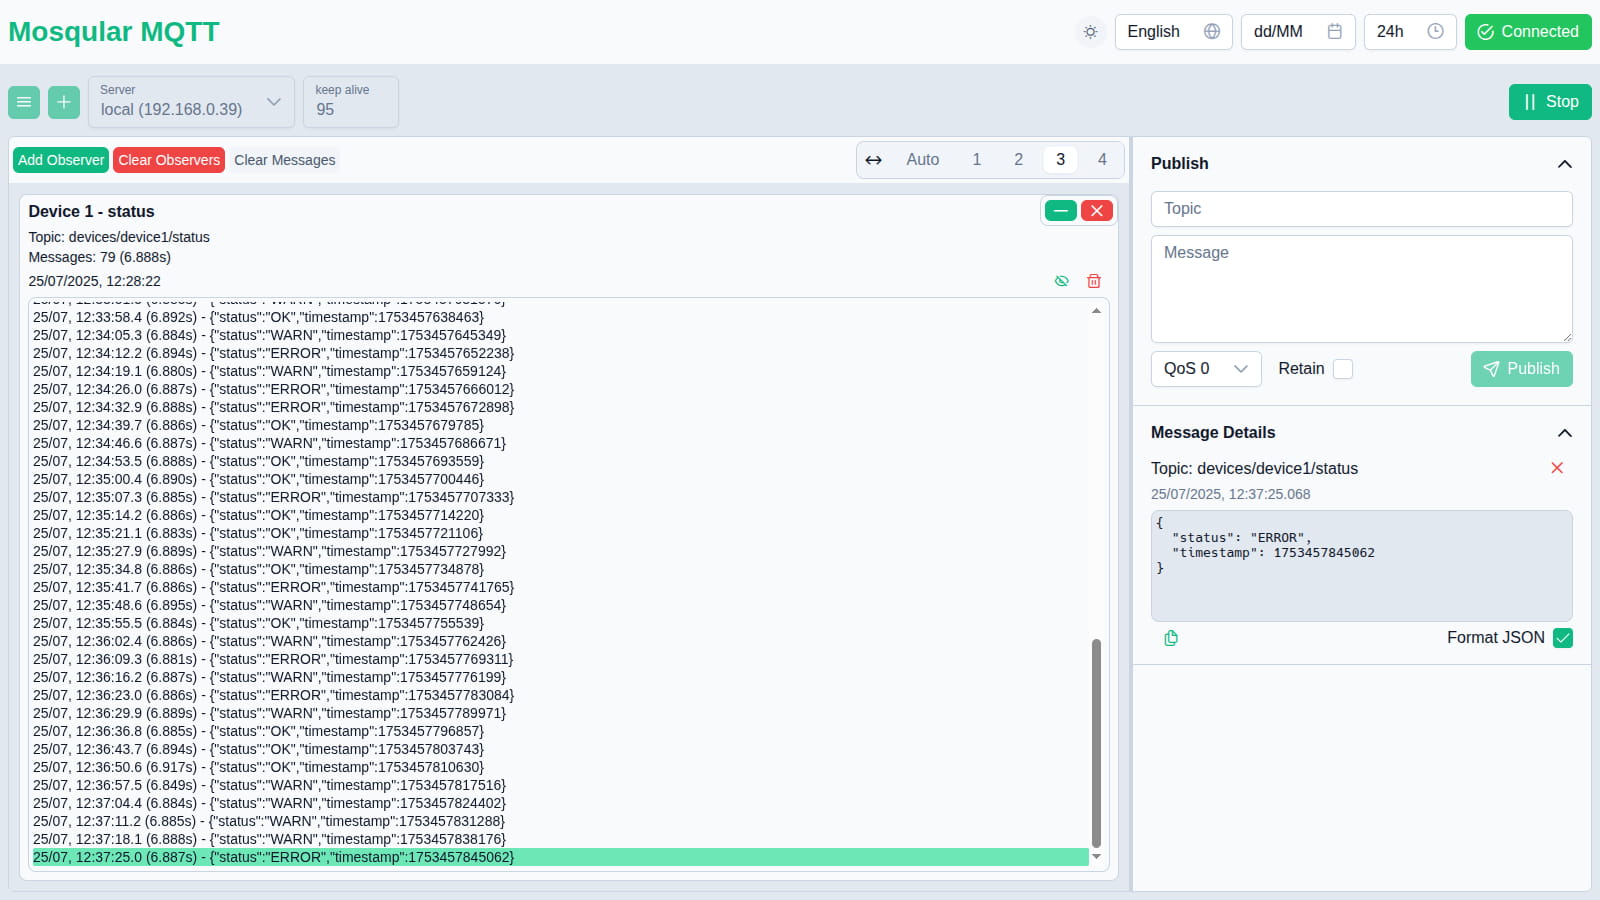 Mosqular MQTT
English
dd/MM
24h
Connected
Server
local (192.168.0.39)
keep alive
95
Stop
Add Observer
Clear Observers
Clear Messages
Auto
1
2
3
4
Device 1 - status
Topic: devices/device1/status
Messages: 79 (6.888s)
25/07/2025, 12:28:22
25/07, 12:33:58.4 (6.892s) - {"status":"OK","timestamp":1753457638463}
25/07, 12:34:05.3 (6.884s) - {"status":"WARN","timestamp":1753457645349}
25/07, 12:34:12.2 (6.894s) - {"status":"ERROR","timestamp":1753457652238}
25/07, 12:34:19.1 (6.880s) - {"status":"WARN","timestamp":1753457659124}
25/07, 12:34:26.0 (6.887s) - {"status":"ERROR","timestamp":1753457666012}
25/07, 12:34:32.9 (6.888s) - {"status":"ERROR","timestamp":1753457672898}
25/07, 12:34:39.7 (6.886s) - {"status":"OK","timestamp":1753457679785}
25/07, 12:34:46.6 (6.887s) - {"status":"WARN","timestamp":1753457686671}
25/07, 12:34:53.5 (6.888s) - {"status":"OK","timestamp":1753457693559}
25/07, 12:35:00.4 (6.890s) - {"status":"OK","timestamp":1753457700446}
25/07, 12:35:07.3 (6.885s) - {"status":"ERROR","timestamp":1753457707333}
25/07, 12:35:14.2 (6.886s) - {"status":"OK","timestamp":1753457714220}
25/07, 12:35:21.1 (6.883s) - {"status":"OK","timestamp":1753457721106}
25/07, 12:35:27.9 (6.889s) - {"status":"WARN","timestamp":1753457727992}
25/07, 12:35:34.8 (6.886s) - {"status":"OK","timestamp":1753457734878}
25/07, 12:35:41.7 (6.886s) - {"status":"ERROR","timestamp":1753457741765}
25/07, 12:35:48.6 (6.895s) - {"status":"WARN","timestamp":1753457748654}
25/07, 12:35:55.5 (6.884s) - {"status":"OK","timestamp":1753457755539}
25/07, 12:36:02.4 (6.886s) - {"status":"WARN","timestamp":1753457762426}
25/07, 12:36:09.3 (6.881s) - {"status":"ERROR","timestamp":1753457769311}
25/07, 12:36:16.2 (6.887s) - {"status":"WARN","timestamp":1753457776199}
25/07, 12:36:23.0 (6.886s) - {"status":"ERROR","timestamp":1753457783084}
25/07, 12:36:29.9 (6.889s) - {"status":"WARN","timestamp":1753457789971}
25/07, 12:36:36.8 (6.885s) - {"status":"OK","timestamp":1753457796857}
25/07, 12:36:43.7 (6.894s) - {"status":"OK","timestamp":1753457803743}
25/07, 12:36:50.6 (6.917s) - {"status":"OK","timestamp":1753457810630}
25/07, 12:36:57.5 (6.849s) - {"status":"WARN","timestamp":1753457817516}
25/07, 12:37:04.4 (6.884s) - {"status":"WARN","timestamp":1753457824402}
25/07, 12:37:11.2 (6.885s) - {"status":"WARN","timestamp":1753457831288}
25/07, 12:37:18.1 (6.888s) - {"status":"WARN","timestamp":1753457838176}
25/07, 12:37:25.0 (6.887s) - {"status":"ERROR","timestamp":1753457845062}
Publish
Topic
Message
QoS 0
Retain
Publish
Message Details
Topic: devices/device1/status
25/07/2025, 12:37:25.068
{
"status": "ERROR",
"timestamp": 1753457845062
}
Format JSON